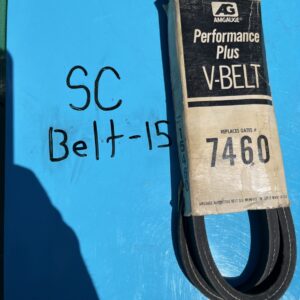 AG
AMGAUGE
Performance
Plus
V-BELT
SC
Belt-15
REPLACES GATES #
7460